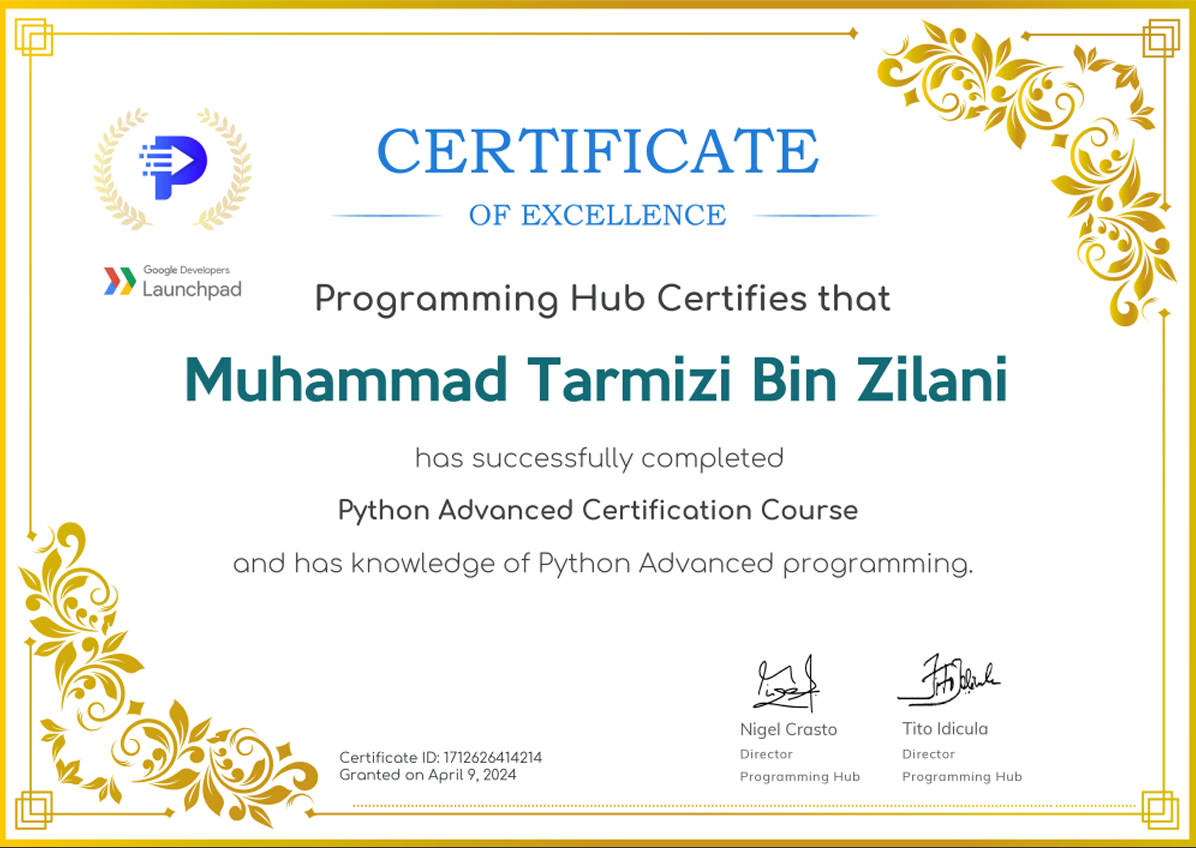 CERTIFICATE
OF EXCELLENCE
Google Developers
Launchpad
Programming Hub Certifies that
Muhammad Tarmizi Bin Zilani
has successfully completed
Python Advanced Certification Course
and has knowledge of Python Advanced programming.
Nigel Crasto
Director
Programming Hub
Tito Idicula
Director
Programming Hub
Certificate ID: 1712626414214
Granted on April 9, 2024